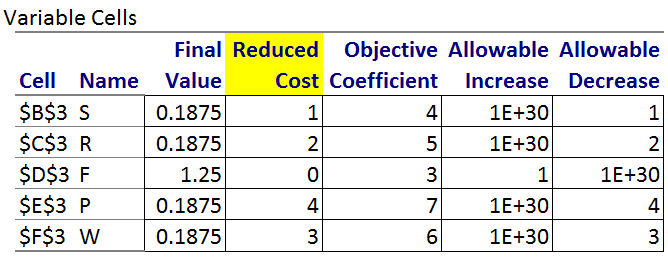 Variable Cells
Final Reduced Objective Allowable Allowable
Cell Name Value Cost Coefficient Increase Decrease
$B$3 S 0.1875 1 4 1E+30 1
$C$3 R 0.1875 2 5 1E+30 2
$D$3 F 1.25 0 3 1 1E+30
$E$3 P 0.1875 4 7 1E+30 4
$F$3 W 0.1875 3 6 1E+30 3